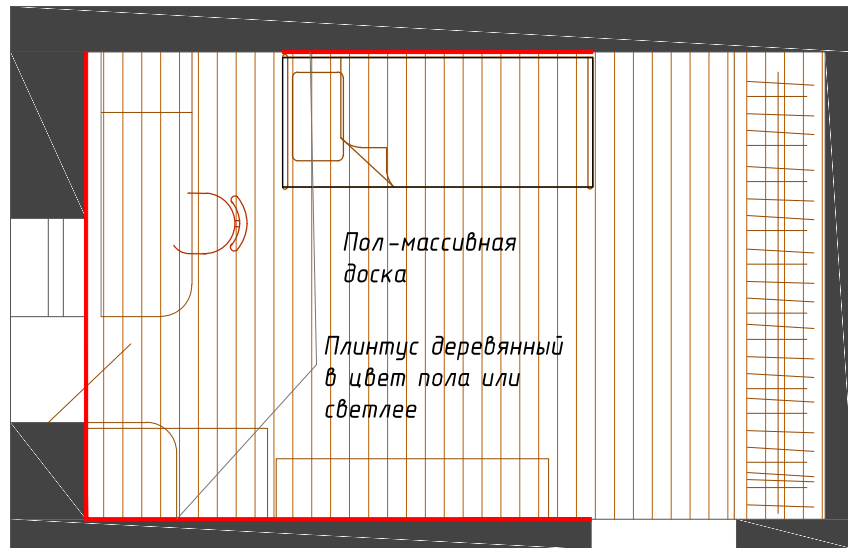 Пол-массивная
доска
Плинтус деревянный
в цвет пола или
светлее